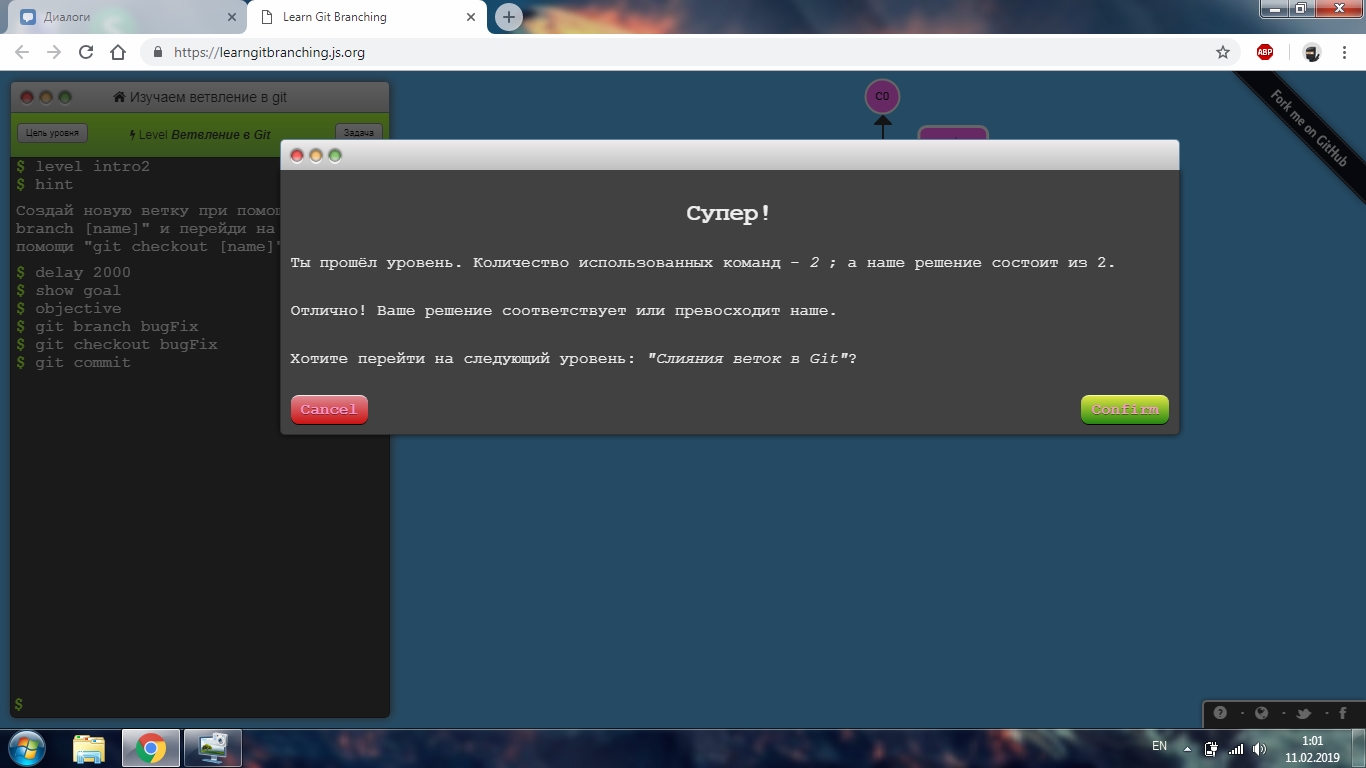 Диалоги
Learn Git Branching
https://learngitbranching.js.org
ABP
Изучаем ветвление в git
Цель уровня
Level Ветвление в Git
Задача
$ level intro2
$ hint
Создай новую ветку при помощ
branch [name]" и перейди на
помощи "git checkout [name]"
$ delay 2000
$ show goal
$ objective
$ git branch bugFix
$ git checkout bugFix
$ git commit
$
C0
Fork me on GitHub
Супер!
Ты прошёл уровень. Количество использованных команд – 2 ; а наше решение состоит из 2.
Отлично! Ваше решение соответствует или превосходит наше.
Хотите перейти на следующий уровень: "Слияния веток в Git"?
Cancel
Confirm
EN
1:01
11.02.2019